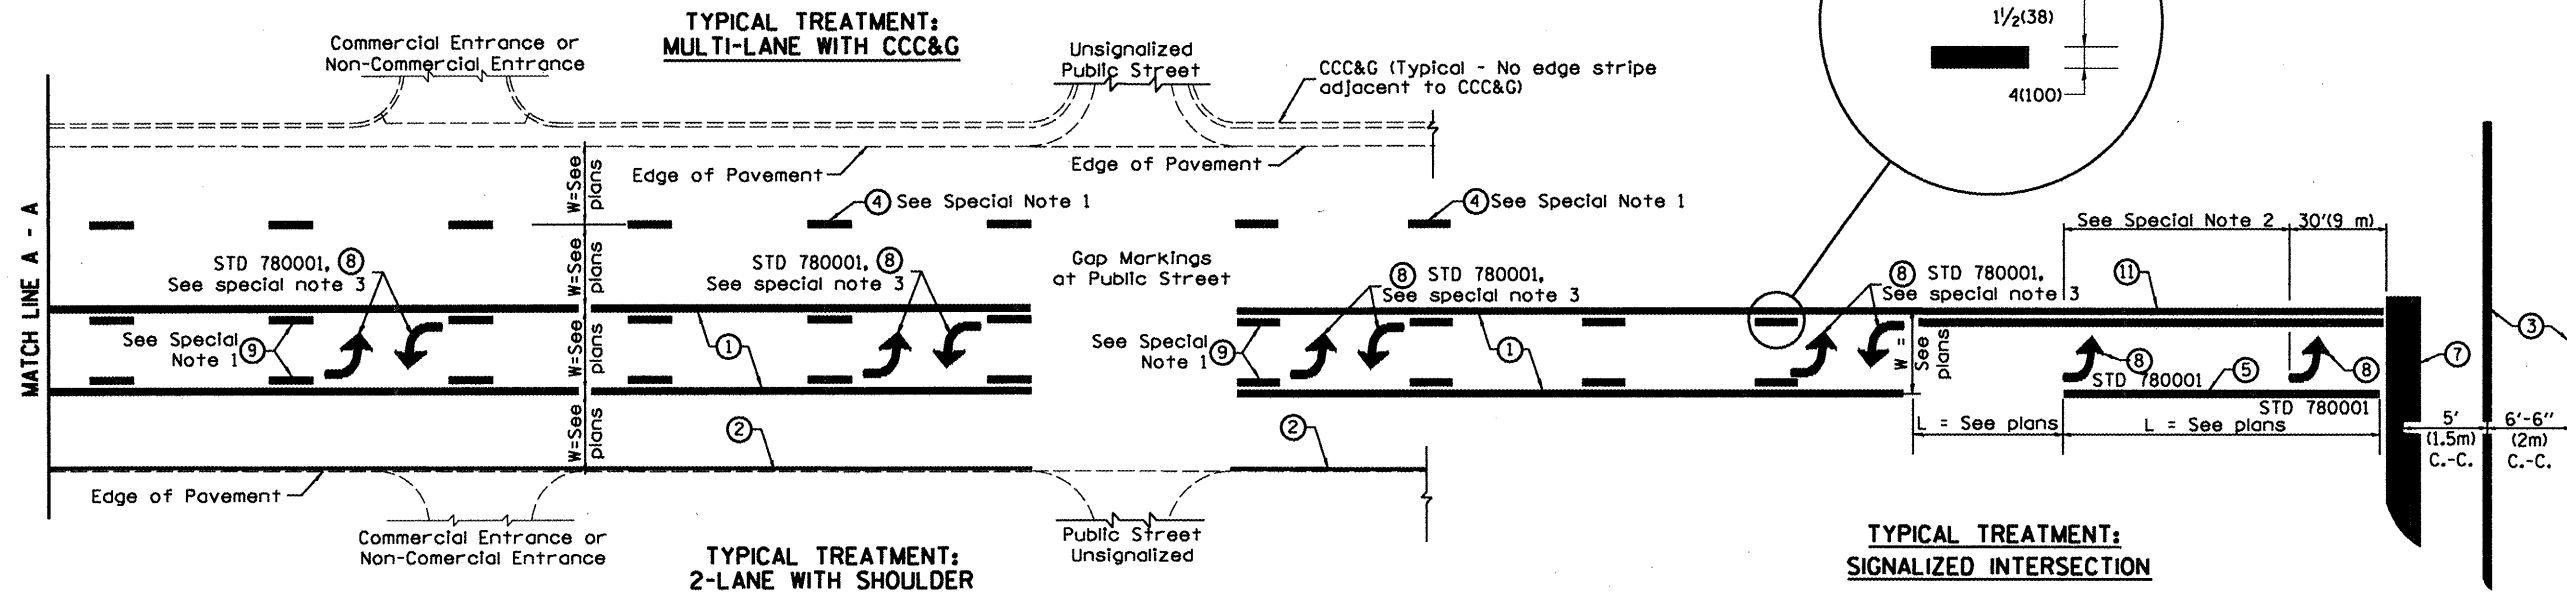 TYPICAL TREATMENT:
MULTI-LANE WITH CCC&G
Commercial Entrance or
Non-Commercial Entrance
Unsignalized
Public Street
CCC&G (Typical - No edge stripe
adjacent to CCC&G)
1½(38)
4(100)
Edge of Pavement
Edge of Pavement
MATCH LINE A - A
W=See
plans
W=See
plans
W=See
plans
W=See
plans
4 See Special Note 1
4 See Special Note 1
See Special Note 2
30'(9 m)
STD 780001, 8
See special note 3
STD 780001, 8
See special note 3
Gap Markings
at Public Street
8 STD 780001,
See special note 3
8 STD 780001,
See special note 3
11
3
See Special
Note 1 9
1
See Special
Note 1 9
1
W =
See
plans
8
STD 780001
5
8
7
STD 780001
2
2
L = See plans
L = See plans
5'
(1.5m)
C.-C.
6'-6"
(2m)
C.-C.
Edge of Pavement
Commercial Entrance or
Non-Comercial Entrance
Public Street
Unsignalized
TYPICAL TREATMENT:
2-LANE WITH SHOULDER
TYPICAL TREATMENT:
SIGNALIZED INTERSECTION